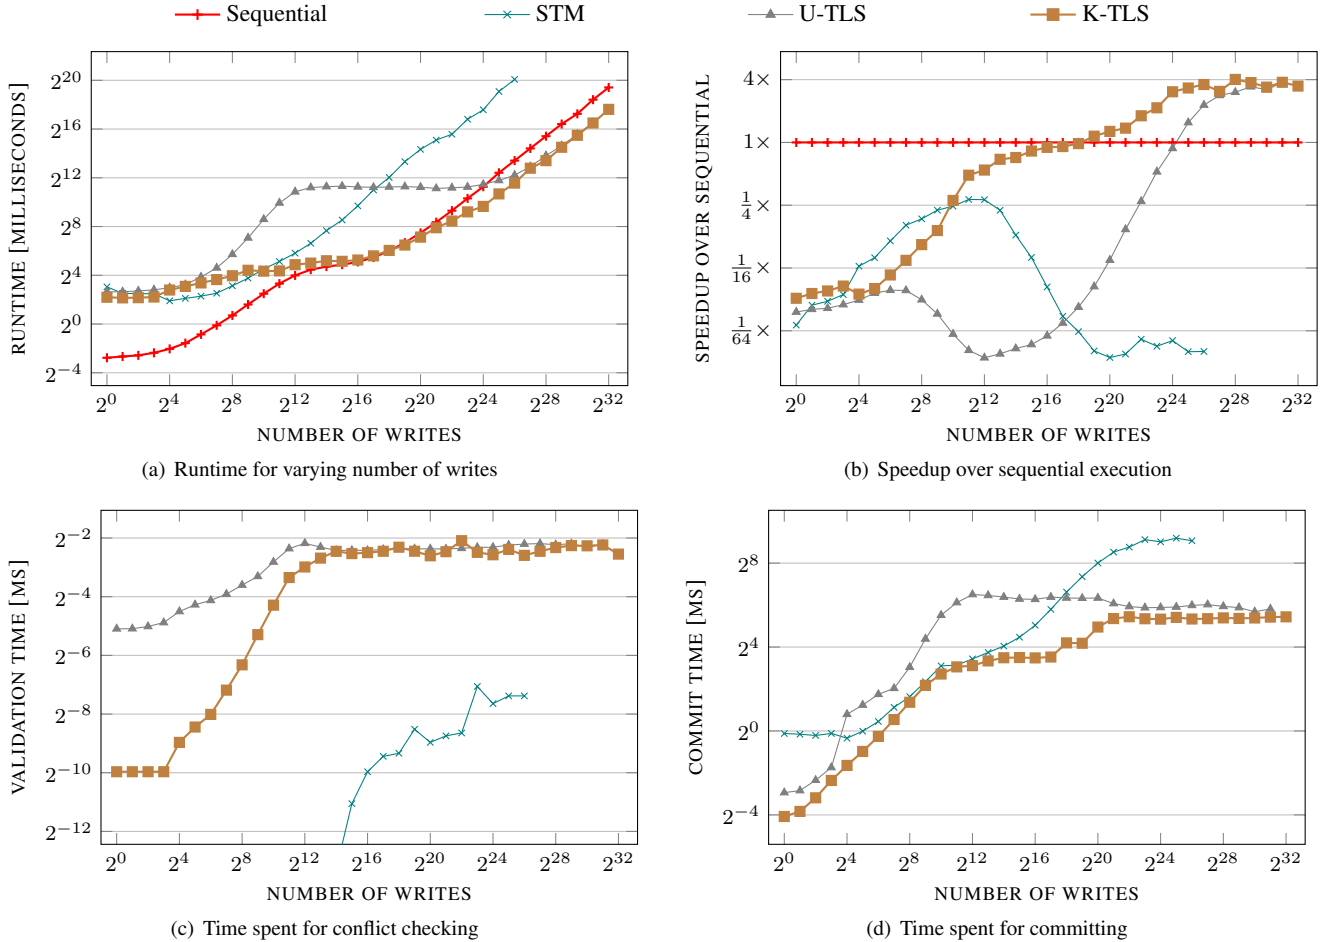 Sequential STM U-TLS K-TLS
2^20
2^16
2^12
2^8
2^4
2^0
2^−4
RUNTIME [MILLISECONDS]
2^0 2^4 2^8 2^12 2^16 2^20 2^24 2^28 2^32
NUMBER OF WRITES
(a) Runtime for varying number of writes
4×
1×
1/4 ×
1/16 ×
1/64 ×
SPEEDUP OVER SEQUENTIAL
2^0 2^4 2^8 2^12 2^16 2^20 2^24 2^28 2^32
NUMBER OF WRITES
(b) Speedup over sequential execution
2^−2
2^−4
2^−6
2^−8
2^−10
2^−12
VALIDATION TIME [MS]
2^0 2^4 2^8 2^12 2^16 2^20 2^24 2^28 2^32
NUMBER OF WRITES
(c) Time spent for conflict checking
2^8
2^4
2^0
2^−4
COMMIT TIME [MS]
2^0 2^4 2^8 2^12 2^16 2^20 2^24 2^28 2^32
NUMBER OF WRITES
(d) Time spent for committing